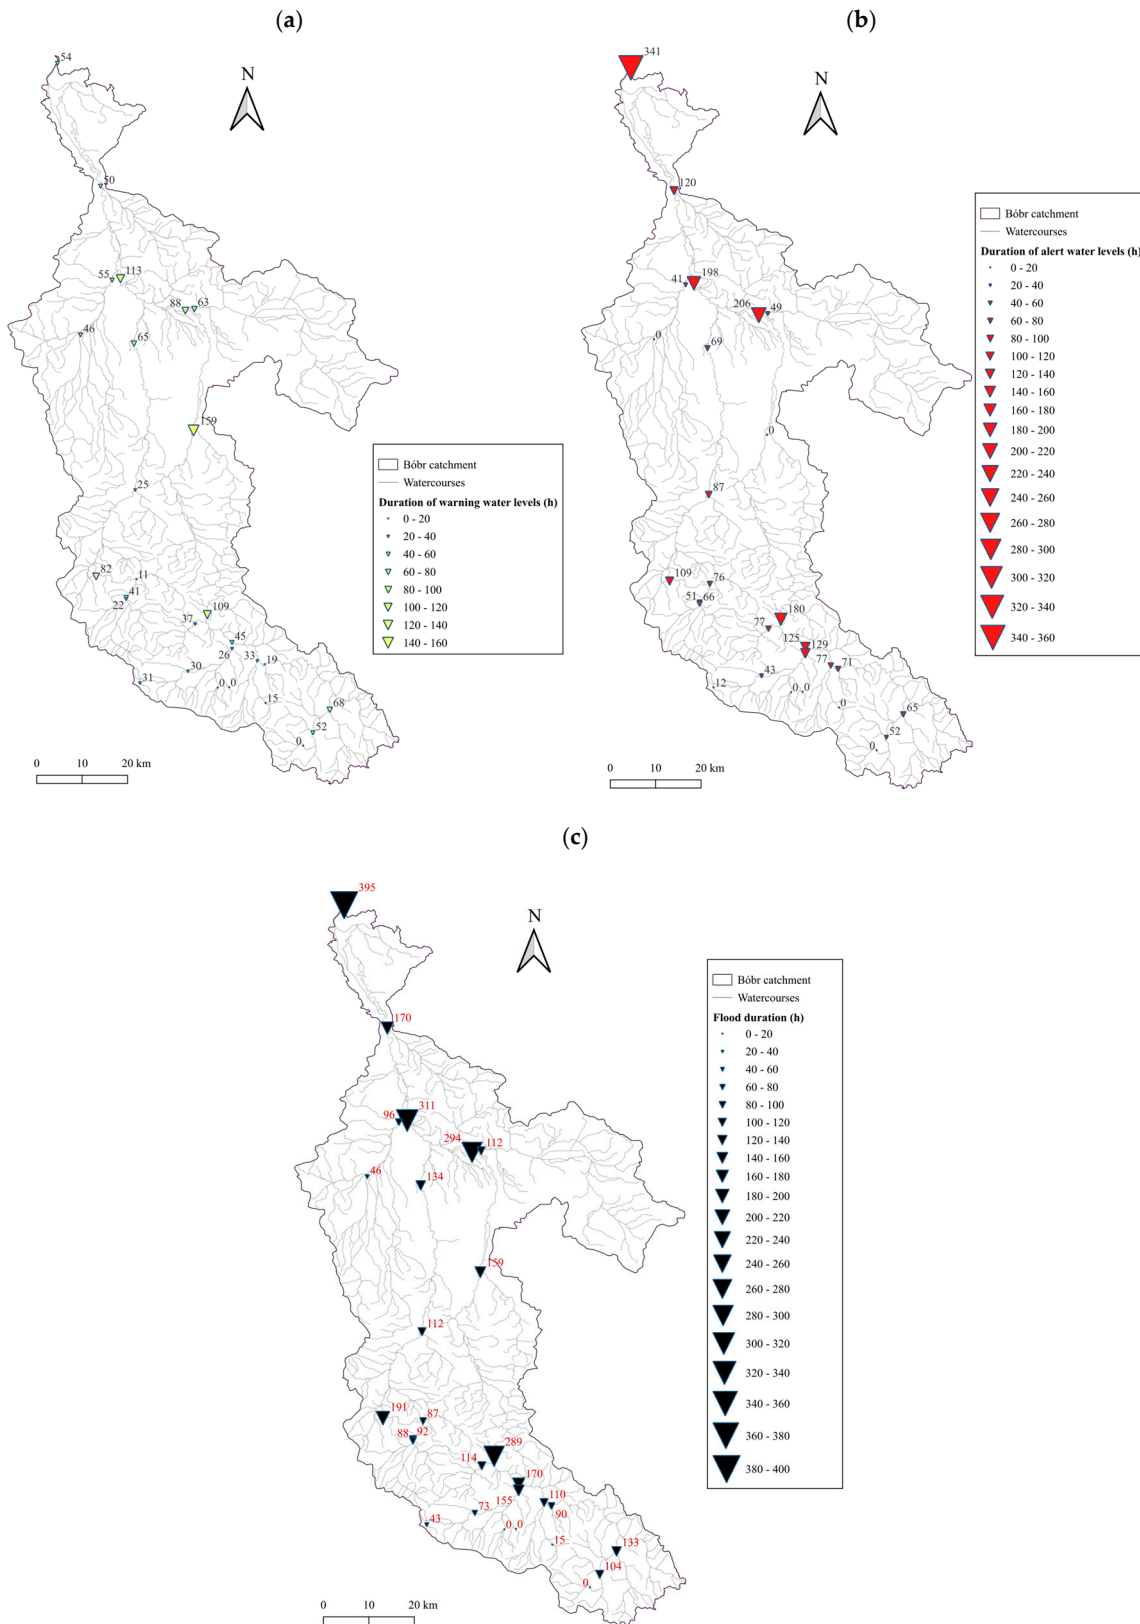 (a)
54
N
50
55
113
88
63
46
65
159
25
82
11
41
22
109
37
45
26
33
19
30
31
0
0
15
68
52
0
0 10 20 km
Bóbr catchment
Watercourses
Duration of warning water levels (h)
0 - 20
20 - 40
40 - 60
60 - 80
80 - 100
100 - 120
120 - 140
140 - 160
(b)
341
N
120
41
198
206
49
0
69
0
87
109
76
51
66
180
77
125
129
77
71
43
12
0
0
0
65
52
0
0 10 20 km
Bóbr catchment
Watercourses
Duration of alert water levels (h)
0 - 20
20 - 40
40 - 60
60 - 80
80 - 100
100 - 120
120 - 140
140 - 160
160 - 180
180 - 200
200 - 220
220 - 240
240 - 260
260 - 280
280 - 300
300 - 320
320 - 340
340 - 360
(c)
395
N
170
96
311
294
112
46
134
159
112
191
87
88
92
289
114
170
155
110
90
73
43
0
0
15
133
104
0
0 10 20 km
Bóbr catchment
Watercourses
Flood duration (h)
0 - 20
20 - 40
40 - 60
60 - 80
80 - 100
100 - 120
120 - 140
140 - 160
160 - 180
180 - 200
200 - 220
220 - 240
240 - 260
260 - 280
280 - 300
300 - 320
320 - 340
340 - 360
360 - 380
380 - 400